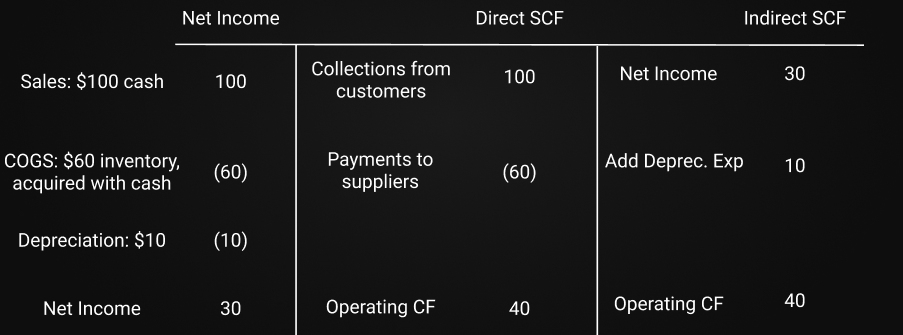 Net Income Direct SCF Indirect SCF
Sales: $100 cash 100 Collections from customers 100 Net Income 30
COGS: $60 inventory, acquired with cash (60) Payments to suppliers (60) Add Deprec. Exp 10
Depreciation: $10 (10)
Net Income 30 Operating CF 40 Operating CF 40